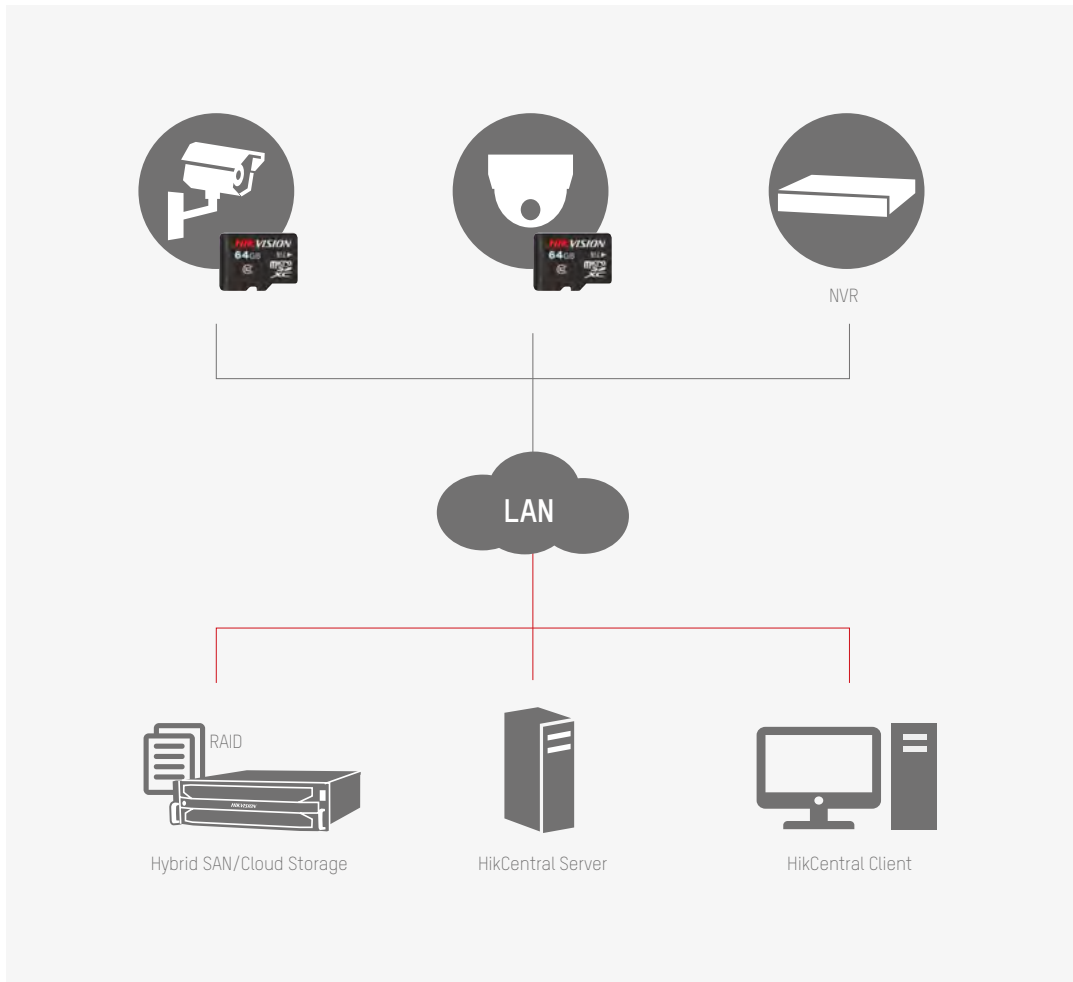 HIKVISION
64GB
HIKVISION
64GB
NVR
LAN
RAID
HIKVISION
Hybrid SAN/Cloud Storage
HikCentral Server
HikCentral Client